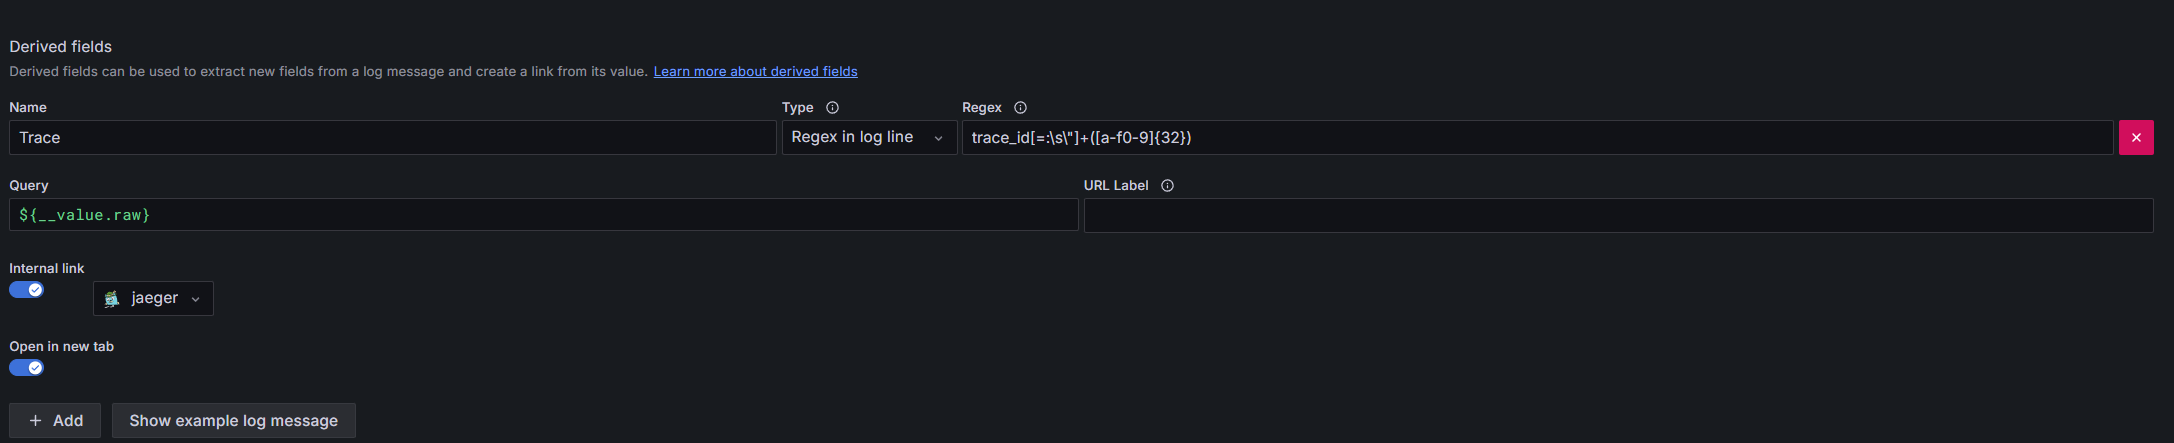 Derived fields
Derived fields can be used to extract new fields from a log message and create a link from its value. Learn more about derived fields
Name Type Regex
Trace Regex in log line trace_id[=:\s\"]+([a-f0-9]{32})
Query URL Label
${__value.raw}
Internal link
jaeger
Open in new tab
Add Show example log message